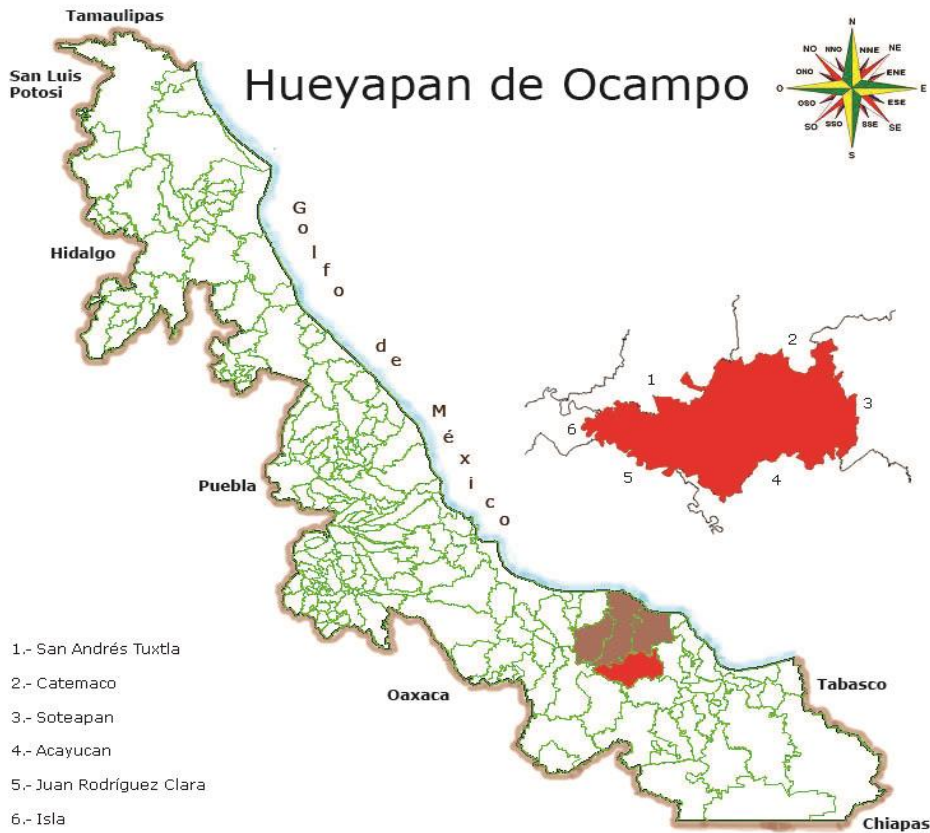 Tamaulipas
San Luis
Potosi
Hueyapan de Ocampo
N
NNO
NNE
NO
NE
ONO
ENE
O
E
OSO
ESE
SO
SSO
SSE
SE
S
Golfo de México
Hidalgo
Puebla
Oaxaca
Tabasco
Chiapas
1
2
3
4
5
6
1.- San Andrés Tuxtla
2.- Catemaco
3.- Soteapan
4.- Acayucan
5.- Juan Rodríguez Clara
6.- Isla